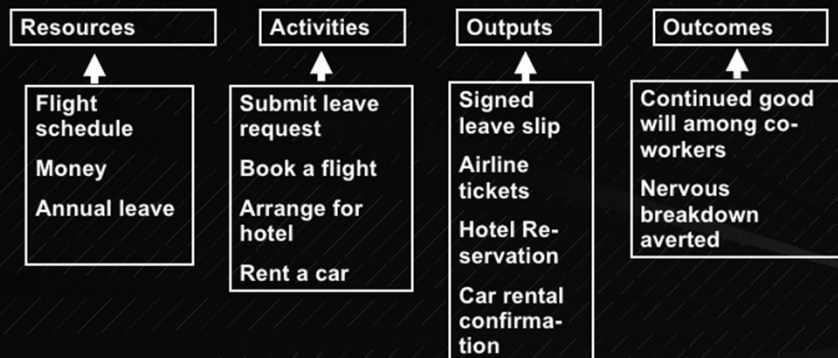 Resources
Activities
Outputs
Outcomes
Flight
schedule
Money
Annual leave
Submit leave
request
Book a flight
Arrange for
hotel
Rent a car
Signed
leave slip
Airline
tickets
Hotel Re-
servation
Car rental
confirma-
tion
Continued good
will among co-
workers
Nervous
breakdown
averted